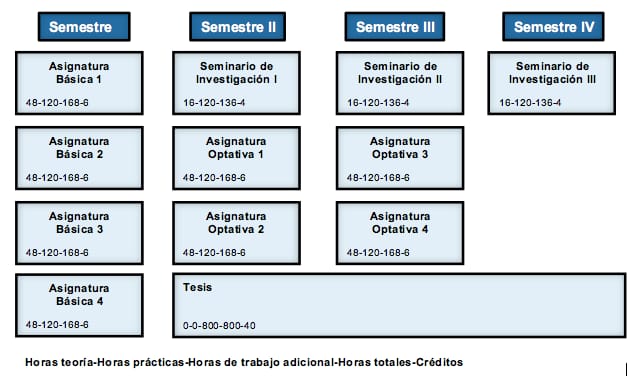 Semestre
Semestre II
Semestre III
Semestre IV
Asignatura
Básica 1
48-120-168-6
Seminario de
Investigación I
16-120-136-4
Seminario de
Investigación II
16-120-136-4
Seminario de
Investigación III
16-120-136-4
Asignatura
Básica 2
48-120-168-6
Asignatura
Optativa 1
48-120-168-6
Asignatura
Optativa 3
48-120-168-6
Asignatura
Básica 3
48-120-168-6
Asignatura
Optativa 2
48-120-168-6
Asignatura
Optativa 4
48-120-168-6
Asignatura
Básica 4
48-120-168-6
Tesis
0-0-800-800-40
Horas teoría-Horas prácticas-Horas de trabajo adicional-Horas totales-Créditos